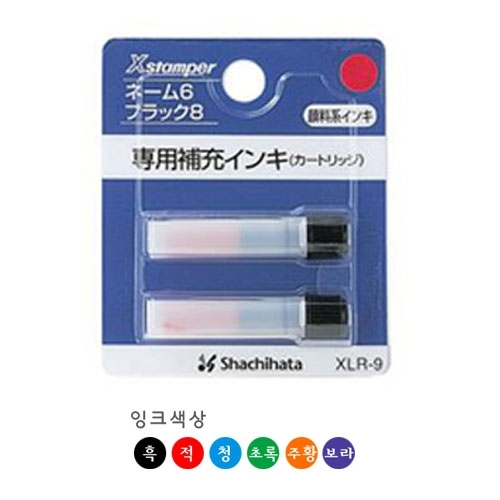 Xstamper
ネーム6
ブラック8
顔料系インキ
専用補充インキ(カートリッジ)
Shachihata
XLR-9
잉크색상
흑 적 청 초록 주황 보라